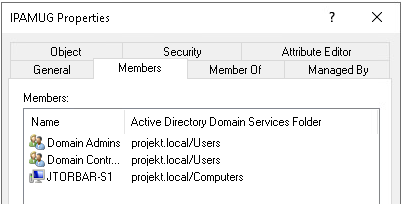 IPAMUG Properties
? ×
Object Security Attribute Editor
General Members Member Of Managed By
Members:
Name Active Directory Domain Services Folder
Domain Admins projekt.local/Users
Domain Contr... projekt.local/Users
JTORBAR-S1 projekt.local/Computers